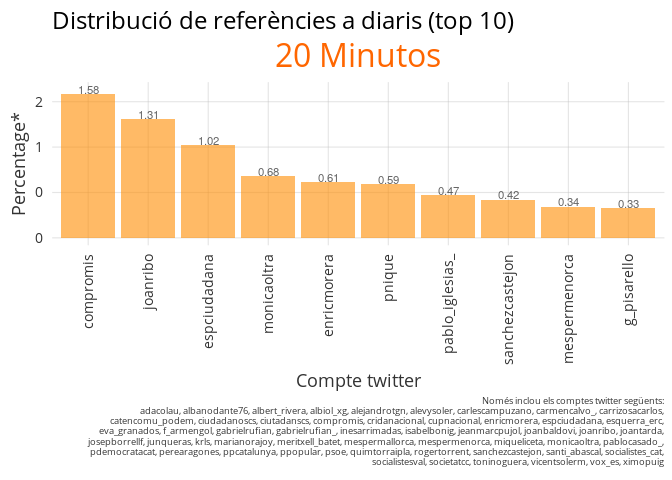 Distribució de referències a diaris (top 10)
20 Minutos
Percentage*
2
1
0
0
1.58
1.31
1.02
0.68
0.61
0.59
0.47
0.42
0.34
0.33
compromis
joanribo
espciudadana
monicaoltra
enricmorera
pnique
pablo_iglesias_
sanchezcastejon
mespermenorca
g_pisarello
Compte twitter
Només inclou els comptes twitter següents:
adacolau, albanodante76, albert_rivera, albiol_xg, alejandrotgn, alevysoler, carlescampuzano, carmencalvo_, carrizosacarlos,
catencomu_podem, ciudadanoscs, ciutadanscs, compromis, cridanacional, cupnacional, enricmorera, espciudadana, esquerra_erc,
eva_granados, f_armengol, gabrielrufian, gabrielrufian_, inesarrimadas, isabelbonig, jeanmarcpujol, joanbaldovi, joanribo, joantarda,
josepborrellf, junqueras, krls, marianorajoy, meritxell_batet, mespermallorca, mespermenorca, miqueliceta, monicaoltra, pablocasado_,
pdemocratacat, perearagones, ppcatalunya, ppopular, psoe, quimtorraipla, rogertorrent, sanchezcastejon, santi_abascal, socialistes_cat,
socialistesval, societatcc, toninoguera, vicentsolerm, vox_es, ximopuig